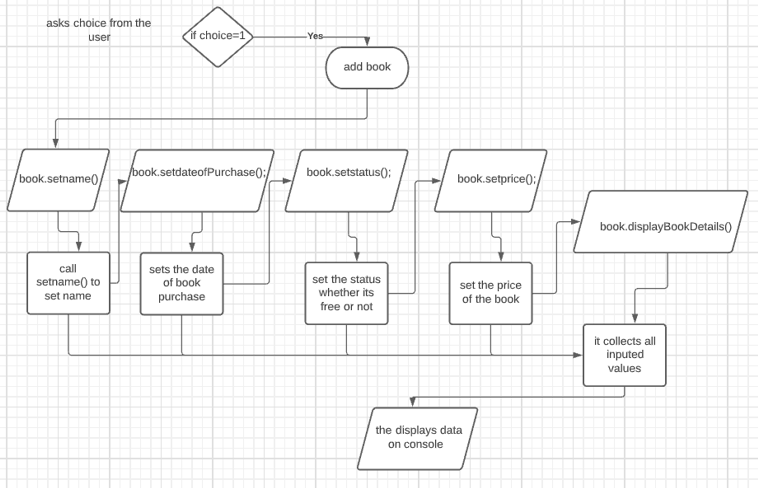 asks choice from the
user
if choice=1
Yes
add book
book.setname()
book.setdateofPurchase();
book.setstatus();
book.setprice();
book.displayBookDetails()
call
setname() to
set name
sets the date
of book
purchase
set the status
whether its
free or not
set the price
of the book
it collects all
inputed
values
the displays data
on console